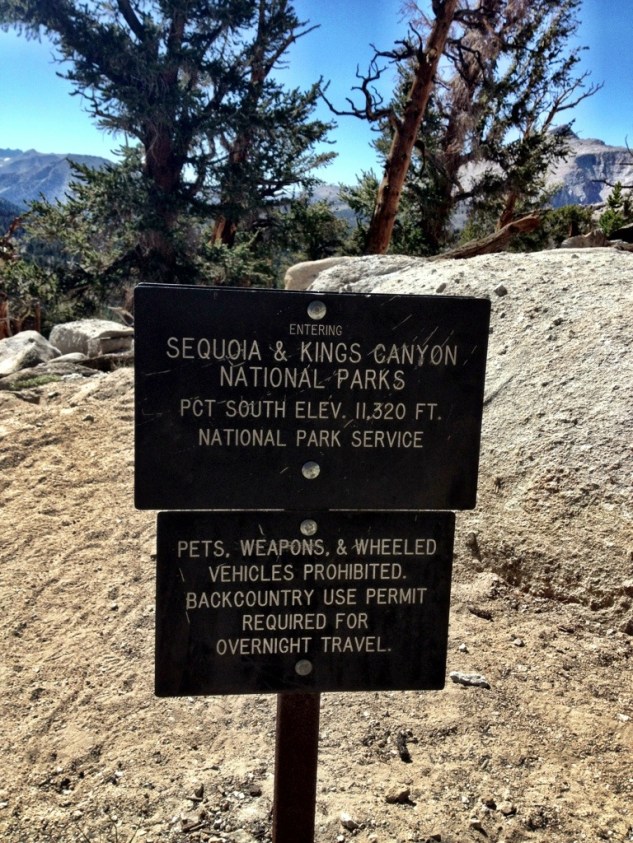 ENTERING
SEQUOIA & KINGS CANYON
NATIONAL PARKS
PCT SOUTH ELEV. 11,320 FT.
NATIONAL PARK SERVICE
PETS, WEAPONS, & WHEELED
VEHICLES PROHIBITED.
BACKCOUNTRY USE PERMIT
REQUIRED FOR
OVERNIGHT TRAVEL.